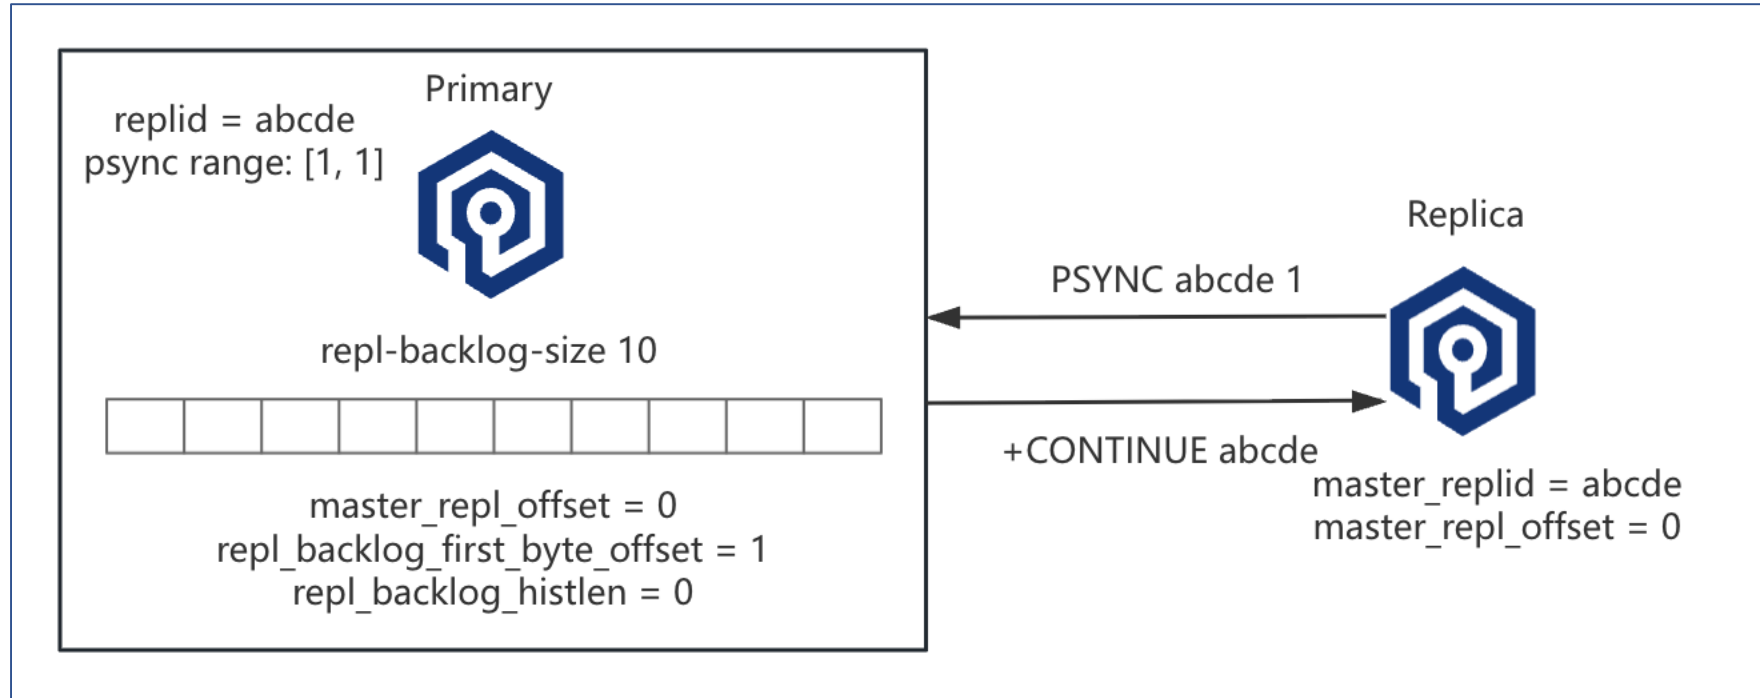 Primary
replid = abcde
psync range: [1, 1]
repl-backlog-size 10
master_repl_offset = 0
repl_backlog_first_byte_offset = 1
repl_backlog_histlen = 0
PSYNC abcde 1
+CONTINUE abcde
Replica
master_replid = abcde
master_repl_offset = 0